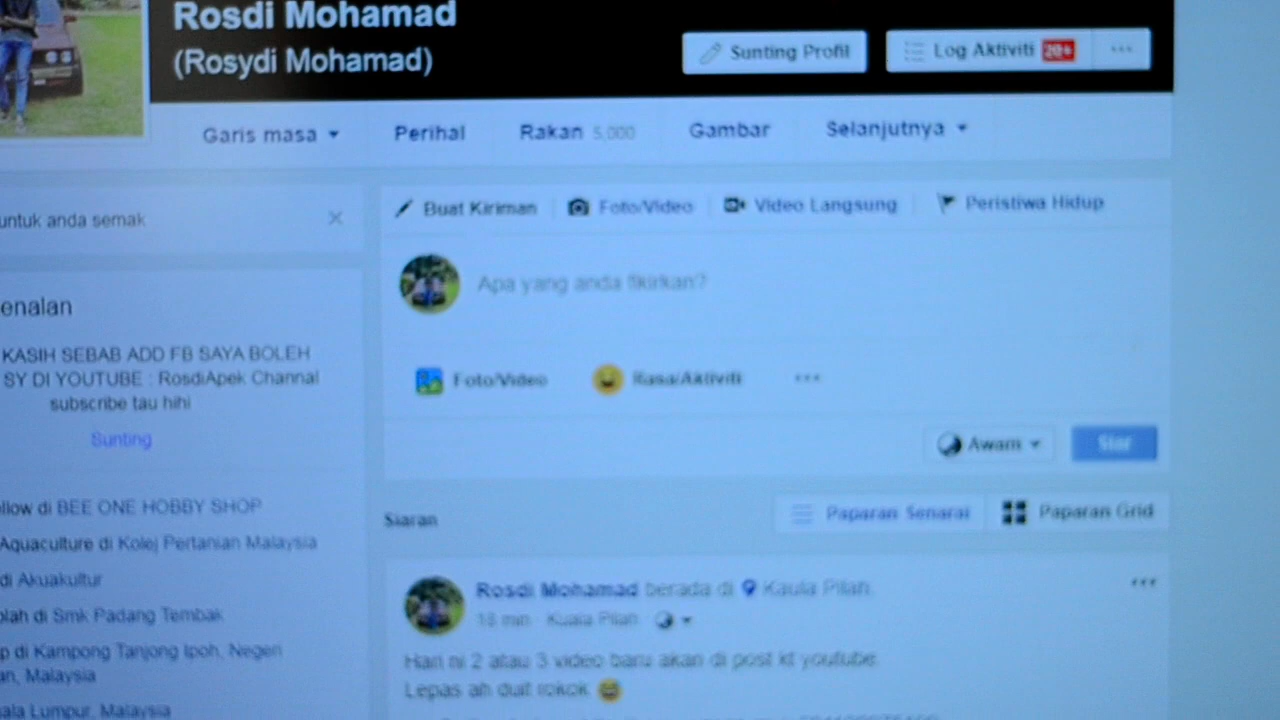 Rosdi Mohamad
(Rosydi Mohamad)
Sunting Profil
Log Aktiviti 20+
Garis masa
Perihal
Rakan 5,000
Gambar
Selanjutnya
untuk anda semak
enalan
KASIH SEBAB ADD FB SAYA BOLEH
SY DI YOUTUBE : RosdiApek Channal
subscribe tau hihi
Sunting
llow di BEE ONE HOBBY SHOP
Aquaculture di Kolej Pertanian Malaysia
di Akuakultur
olah di Smk Padang Tembak
p di Kampong Tanjong Ipoh, Negeri
an, Malaysia
ala Lumpur, Malaysia
Buat Kiriman
Foto/Video
Video Langsung
Peristiwa Hidup
Apa yang anda fikirkan?
Foto/Video
Rasa/Aktiviti
Awam
Siar
Siaran
Paparan Senarai
Paparan Grid
Rosdi Mohamad berada di Kaula Pilah.
Kuala Pilah
Hari ni 2 atau 3 video baru akan di post kt youtube.
Lepas ah duit rokok